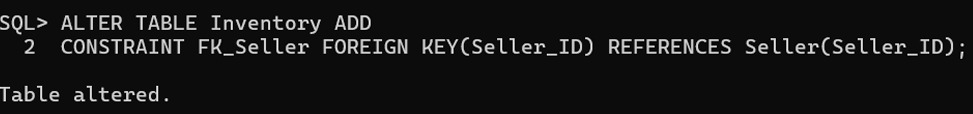 SQL> ALTER TABLE Inventory ADD
  2  CONSTRAINT FK_Seller FOREIGN KEY(Seller_ID) REFERENCES Seller(Seller_ID);
Table altered.